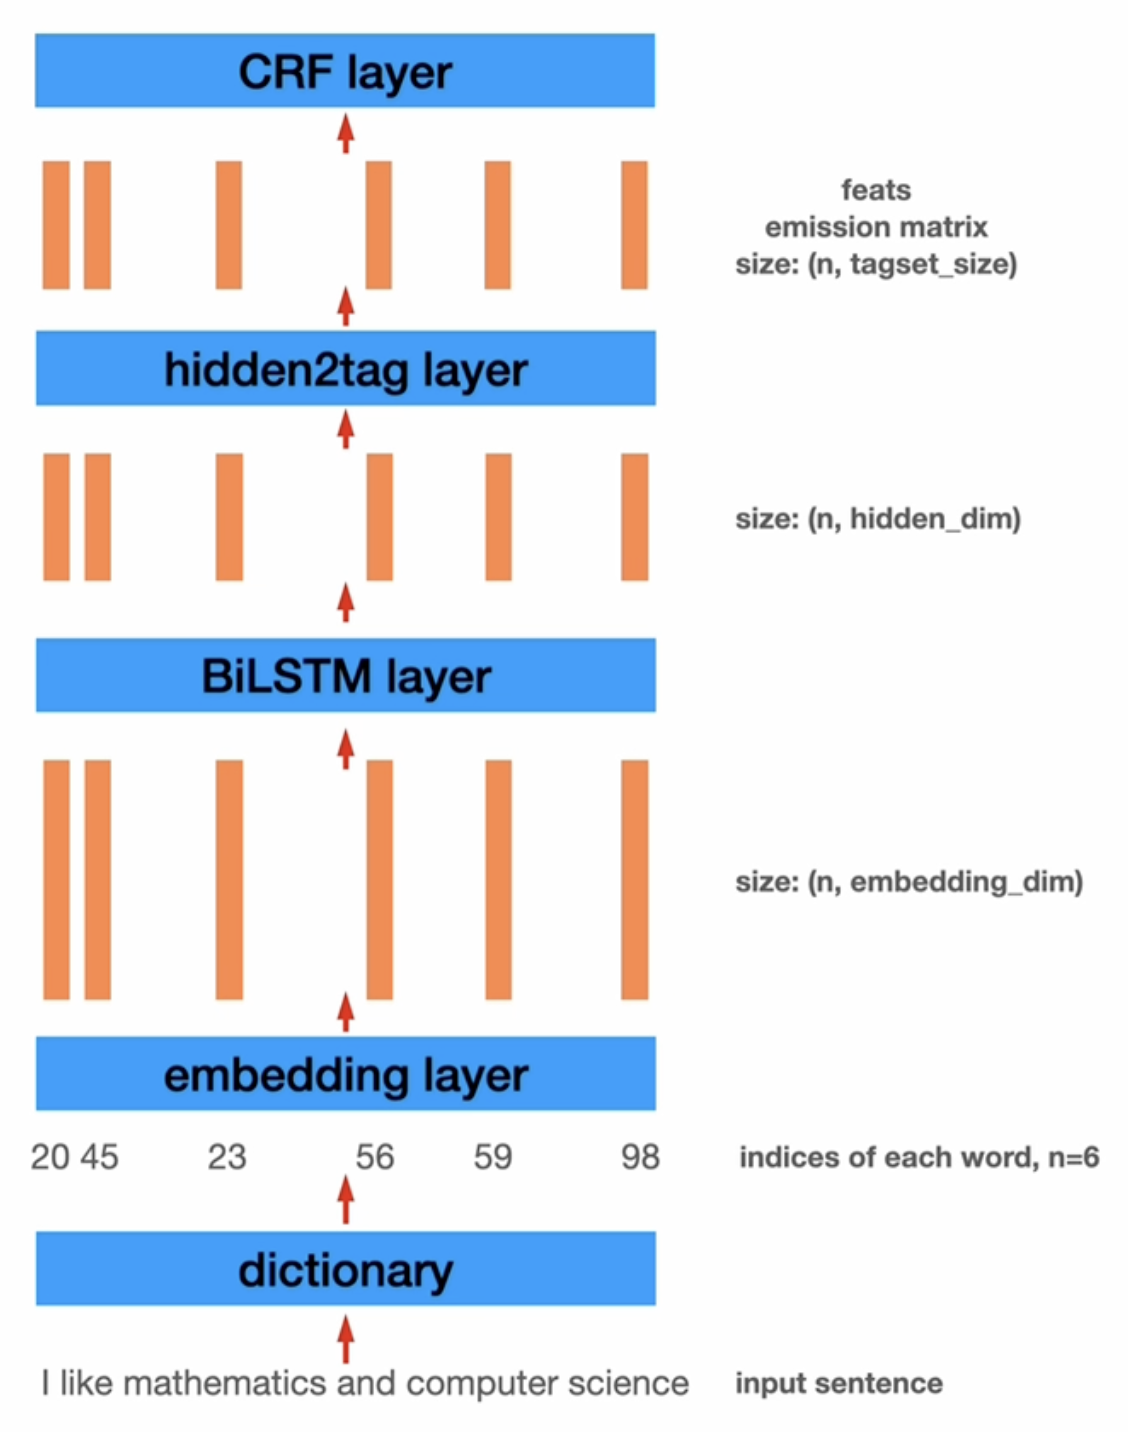 CRF layer
feats
emission matrix
size: (n, tagset_size)
hidden2tag layer
size: (n, hidden_dim)
BiLSTM layer
size: (n, embedding_dim)
embedding layer
20 45 23 56 59 98 indices of each word, n=6
dictionary
I like mathematics and computer science input sentence